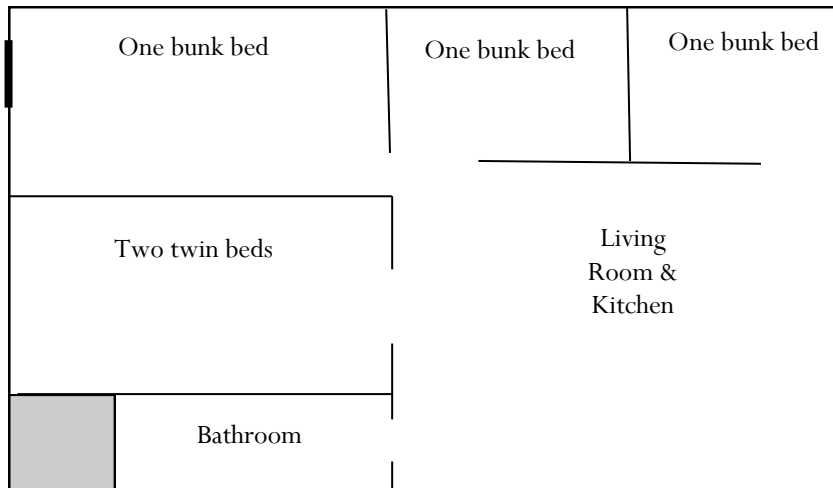 One bunk bed
One bunk bed
One bunk bed
Two twin beds
Living
Room &
Kitchen
Bathroom